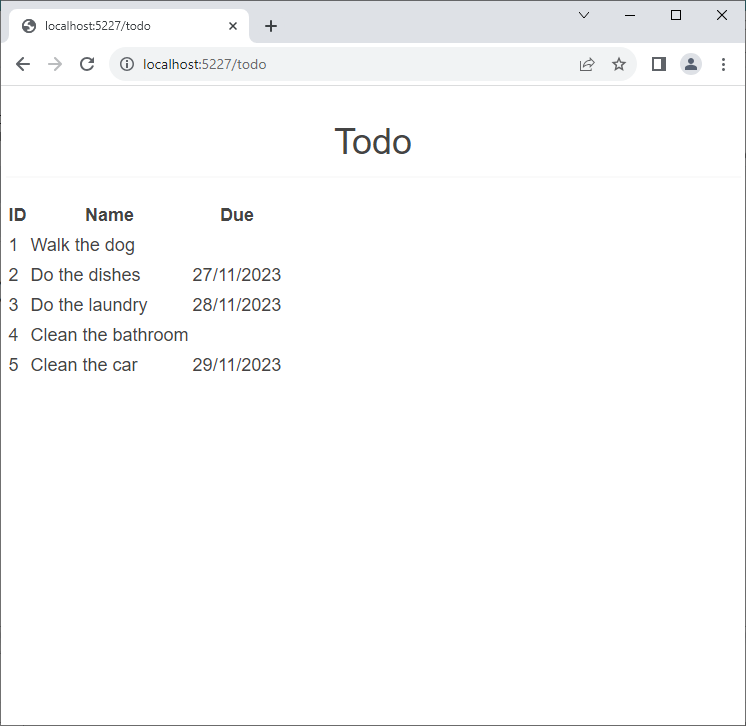 localhost:5227/todo
localhost:5227/todo
Todo
ID Name Due
1 Walk the dog
2 Do the dishes 27/11/2023
3 Do the laundry 28/11/2023
4 Clean the bathroom
5 Clean the car 29/11/2023